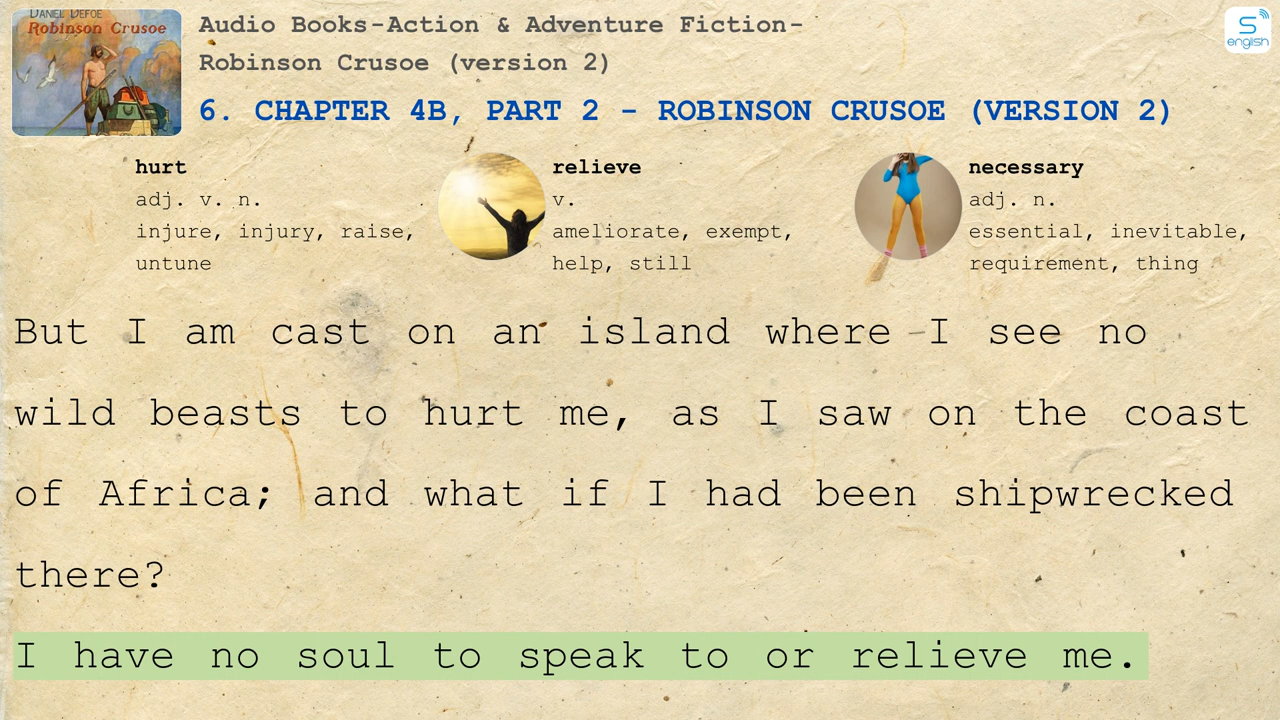 DANIEL DEFOE
Robinson Crusoe
Audio Books-Action & Adventure Fiction-
Robinson Crusoe (version 2)
S
english
6. CHAPTER 4B, PART 2 - ROBINSON CRUSOE (VERSION 2)
hurt
adj. v. n.
injure, injury, raise,
untune
relieve
v.
ameliorate, exempt,
help, still
necessary
adj. n.
essential, inevitable,
requirement, thing
But I am cast on an island where I see no
wild beasts to hurt me, as I saw on the coast
of Africa; and what if I had been shipwrecked
there?
I have no soul to speak to or relieve me.